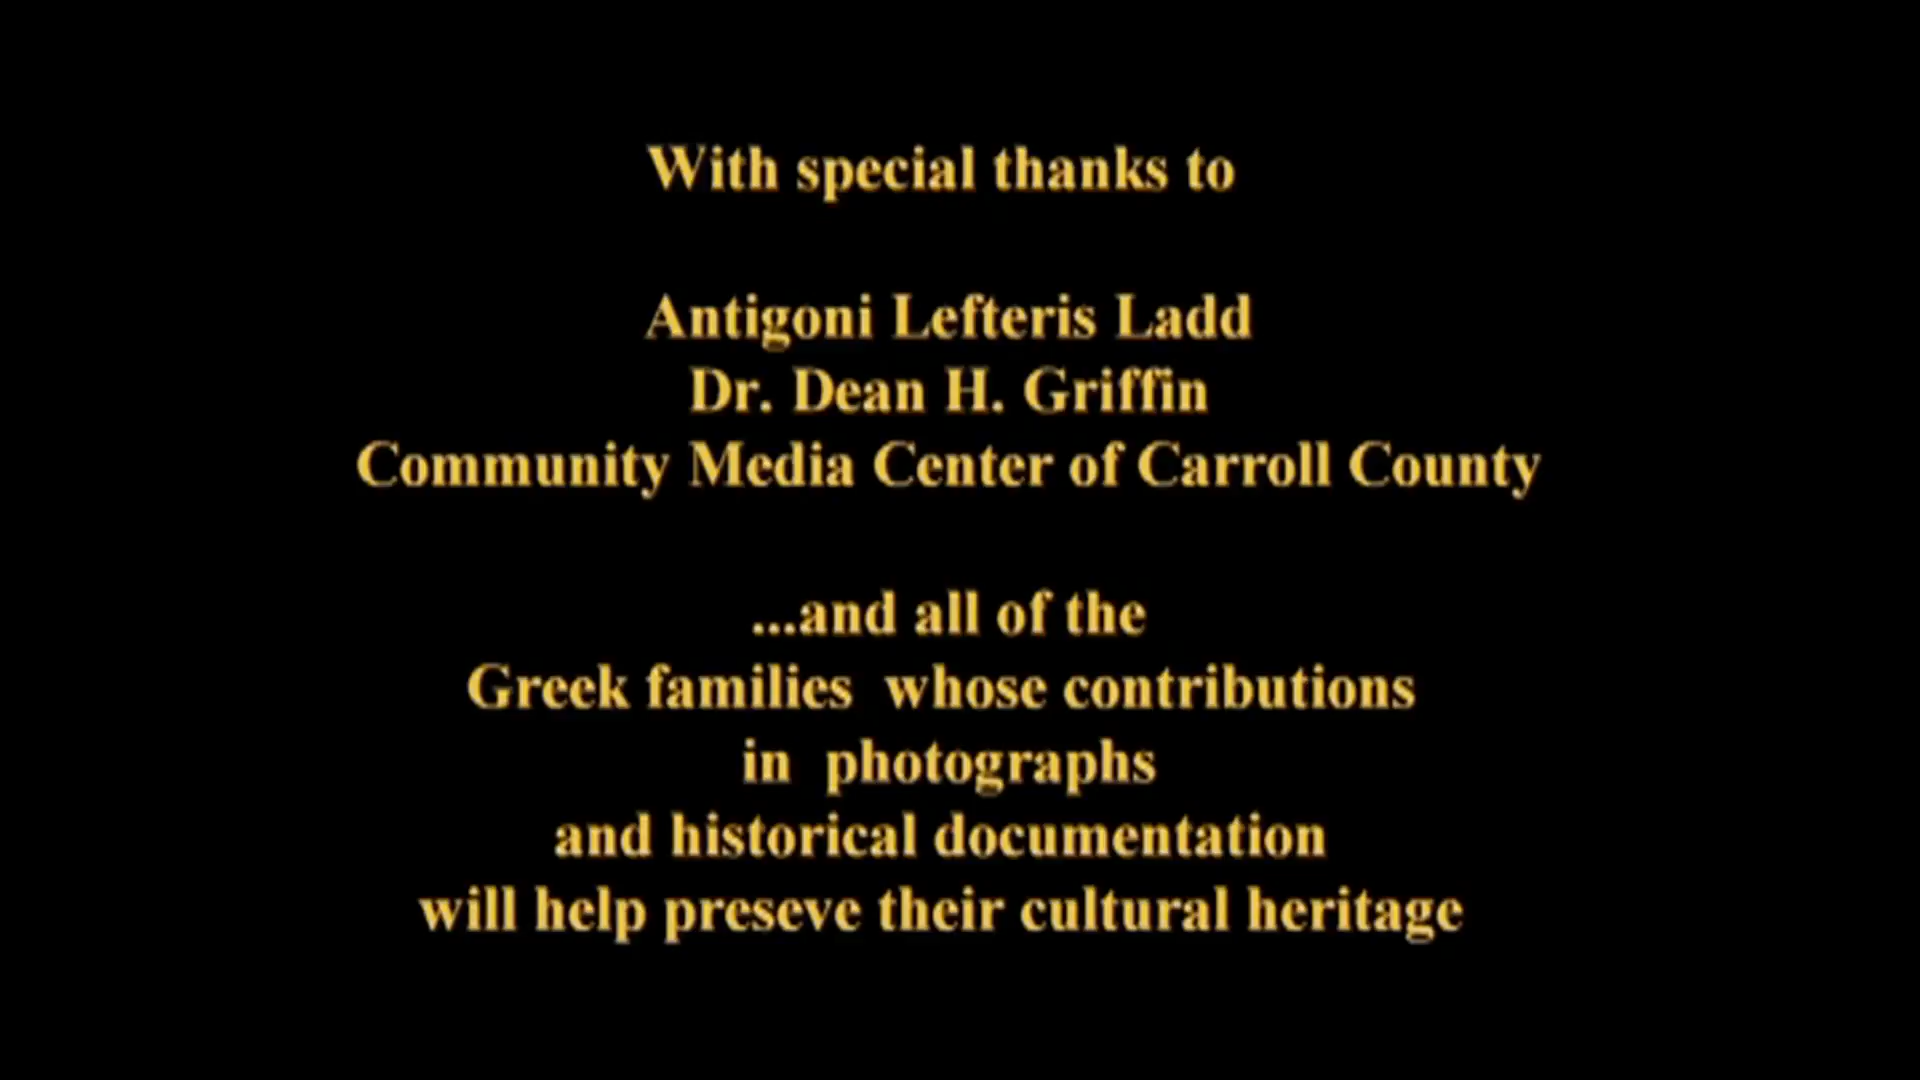 With special thanks to
Antigoni Lefteris Ladd
Dr. Dean H. Griffin
Community Media Center of Carroll County
...and all of the
Greek families  whose contributions
in  photographs
and historical documentation
will help preseve their cultural heritage